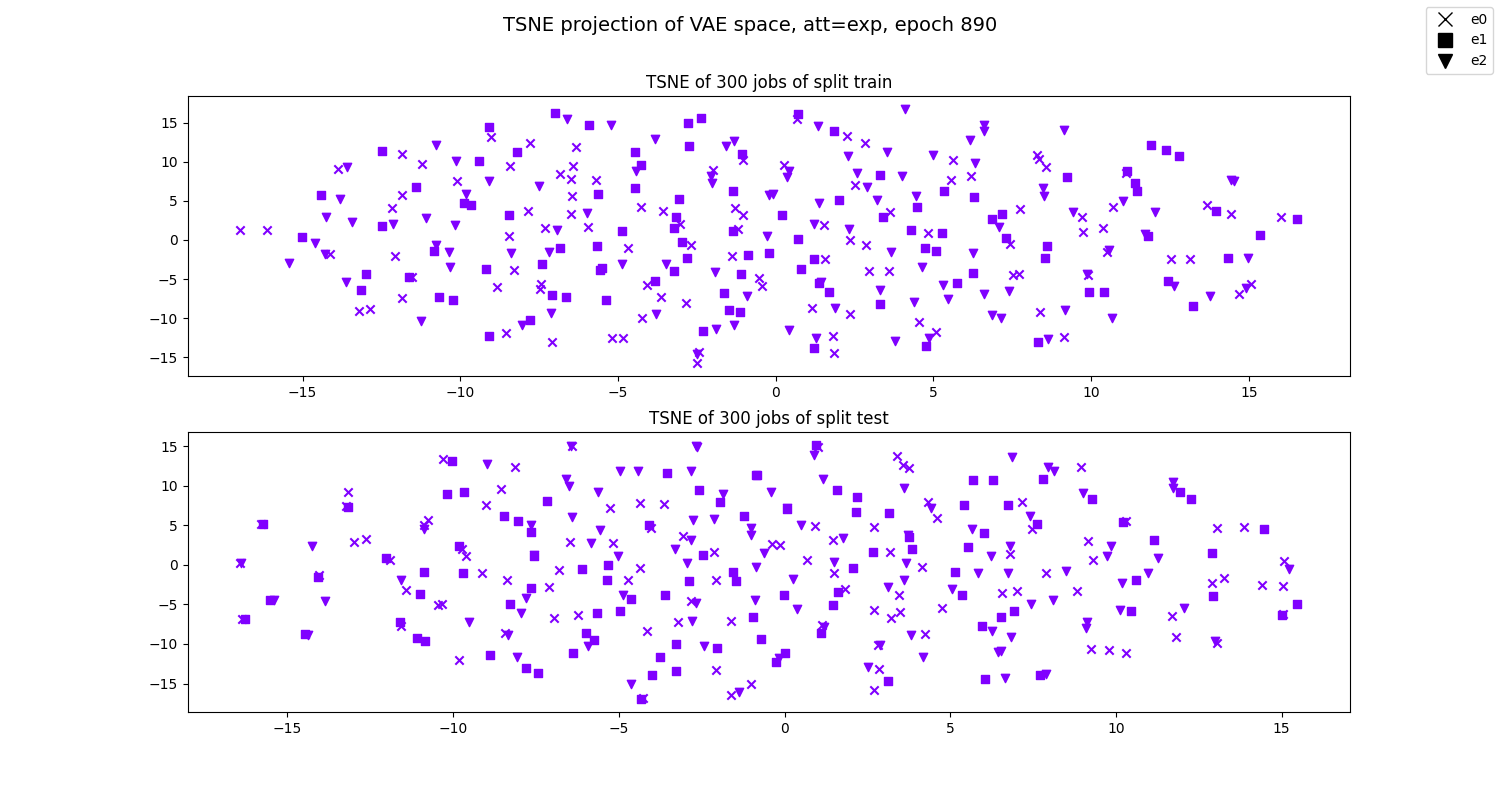 TSNE projection of VAE space, att=exp, epoch 890
e0
e1
e2
TSNE of 300 jobs of split train
15
10
5
0
−5
−10
−15
−15 −10 −5 0 5 10 15
TSNE of 300 jobs of split test
15
10
5
0
−5
−10
−15
−15 −10 −5 0 5 10 15